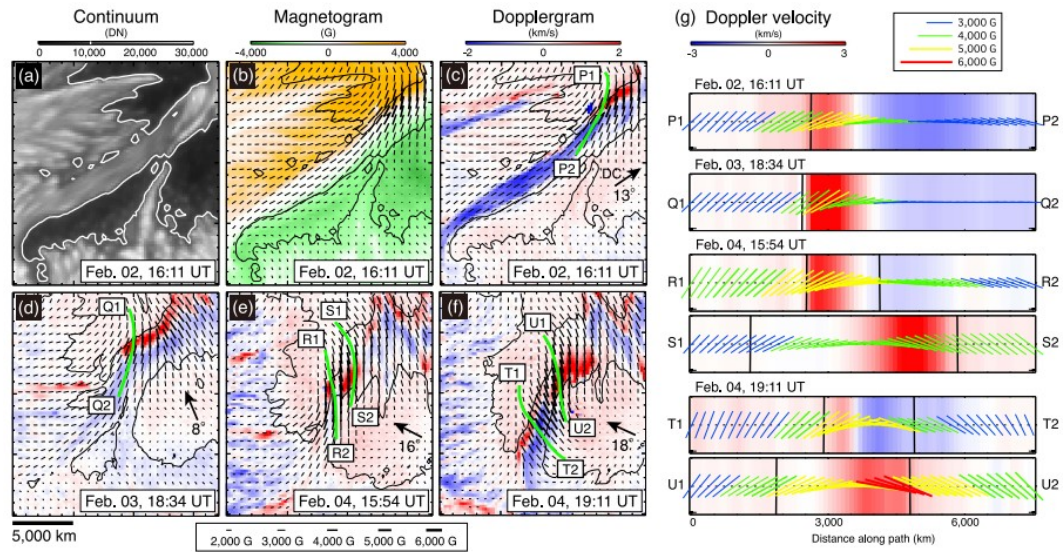 Continuum
(DN)
0 10,000 20,000 30,000
Magnetogram
(G)
-4,000 0 4,000
Dopplergram
(km/s)
-2 0 2
(a)
Feb. 02, 16:11 UT
(b)
Feb. 02, 16:11 UT
(c)
P1
P2
DC
13°
Feb. 02, 16:11 UT
(d)
Q1
Q2
8°
Feb. 03, 18:34 UT
(e)
S1
R1
S2
R2
16°
Feb. 04, 15:54 UT
(f)
U1
T1
U2
T2
18°
Feb. 04, 19:11 UT
5,000 km
2,000 G 3,000 G 4,000 G 5,000 G 6,000 G
(g) Doppler velocity
(km/s)
-3 0 3
3,000 G
4,000 G
5,000 G
6,000 G
Feb. 02, 16:11 UT
P1 P2
Feb. 03, 18:34 UT
Q1 Q2
Feb. 04, 15:54 UT
R1 R2
S1 S2
Feb. 04, 19:11 UT
T1 T2
U1 U2
0 3,000 6,000
Distance along path (km)